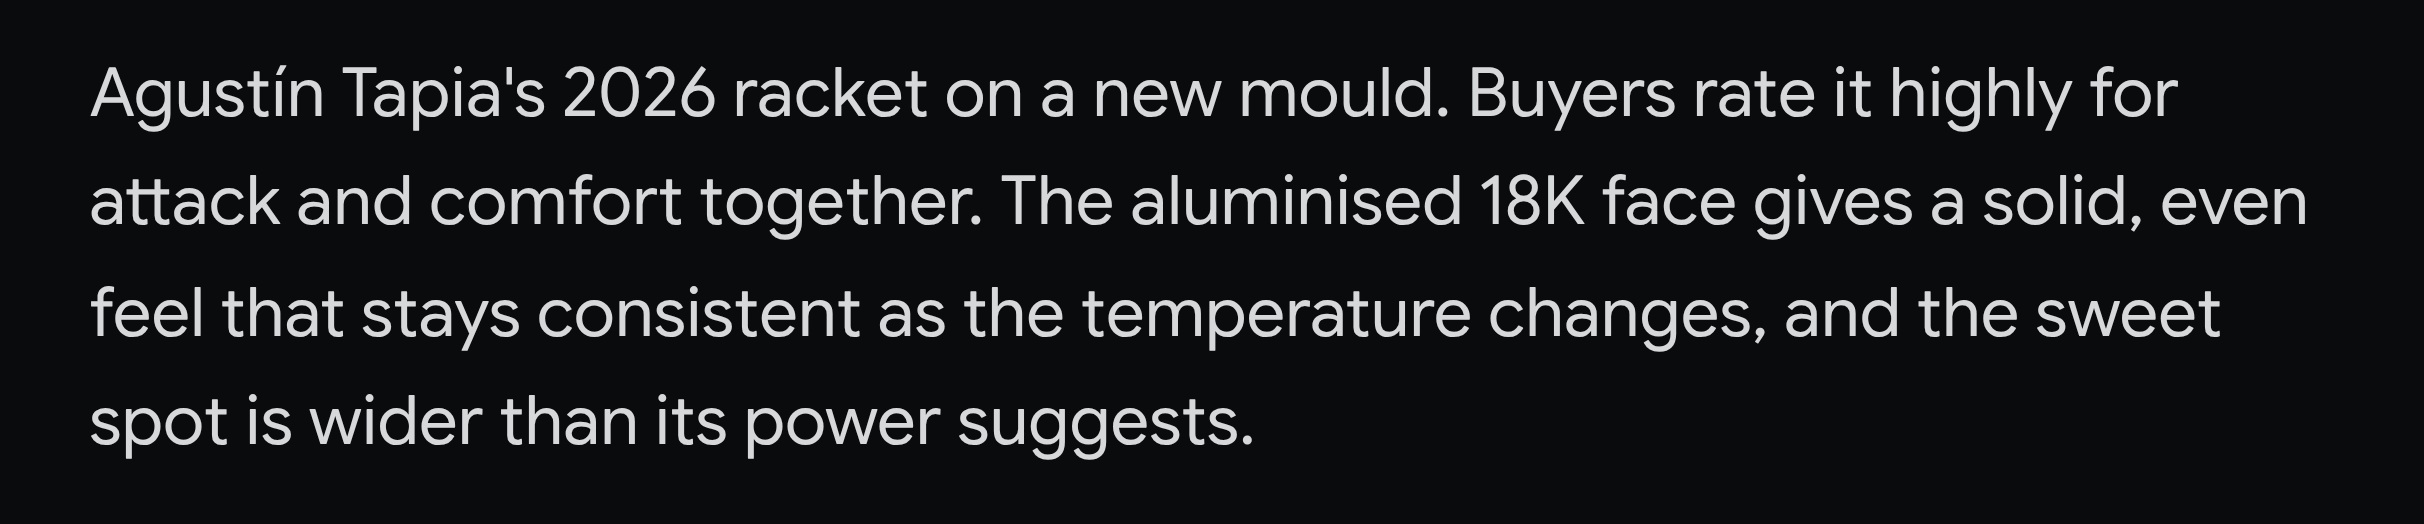 Agustín Tapia's 2026 racket on a new mould. Buyers rate it highly for
attack and comfort together. The aluminised 18K face gives a solid, even
feel that stays consistent as the temperature changes, and the sweet
spot is wider than its power suggests.